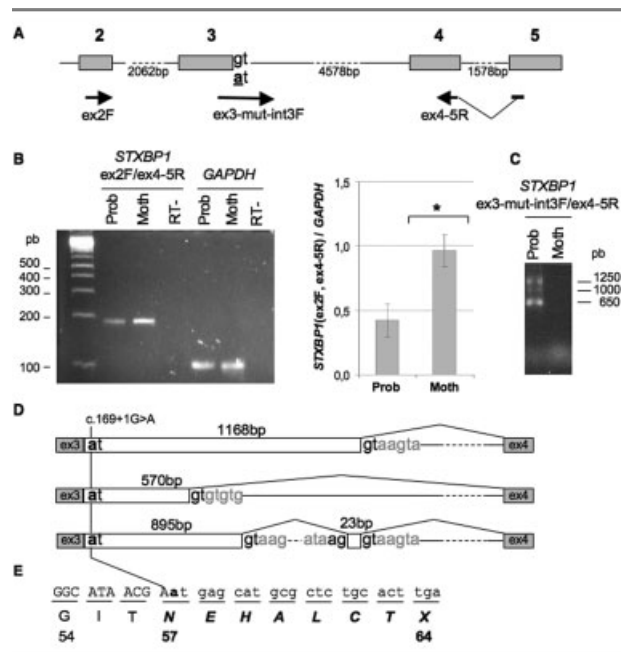 A
2 3 4 5
gt
at
2062bp 4578bp 1578bp
ex2F ex3-mut-int3F ex4-5R
B
STXBP1
ex2F/ex4-5R
GAPDH
Prob Moth RT- Prob Moth RT-
pb
500
400
300
200
100
STXBP1(ex2F, ex4-5R) / GAPDH
1,5
1,0
0,5
0,0
*
Prob Moth
C
STXBP1
ex3-mut-int3F/ex4-5R
Prob Moth
pb
1250
1000
650
D
c.169+1G>A
1168bp
ex3 at gtaagta ex4
570bp
ex3 at gtgtgtg ex4
895bp 23bp
ex3 at gtaag ataag gtaagta ex4
E
GGC ATA ACG Aat gag cat gcg ctc tgc act tga
G I T N E H A L C T X
54 57 64